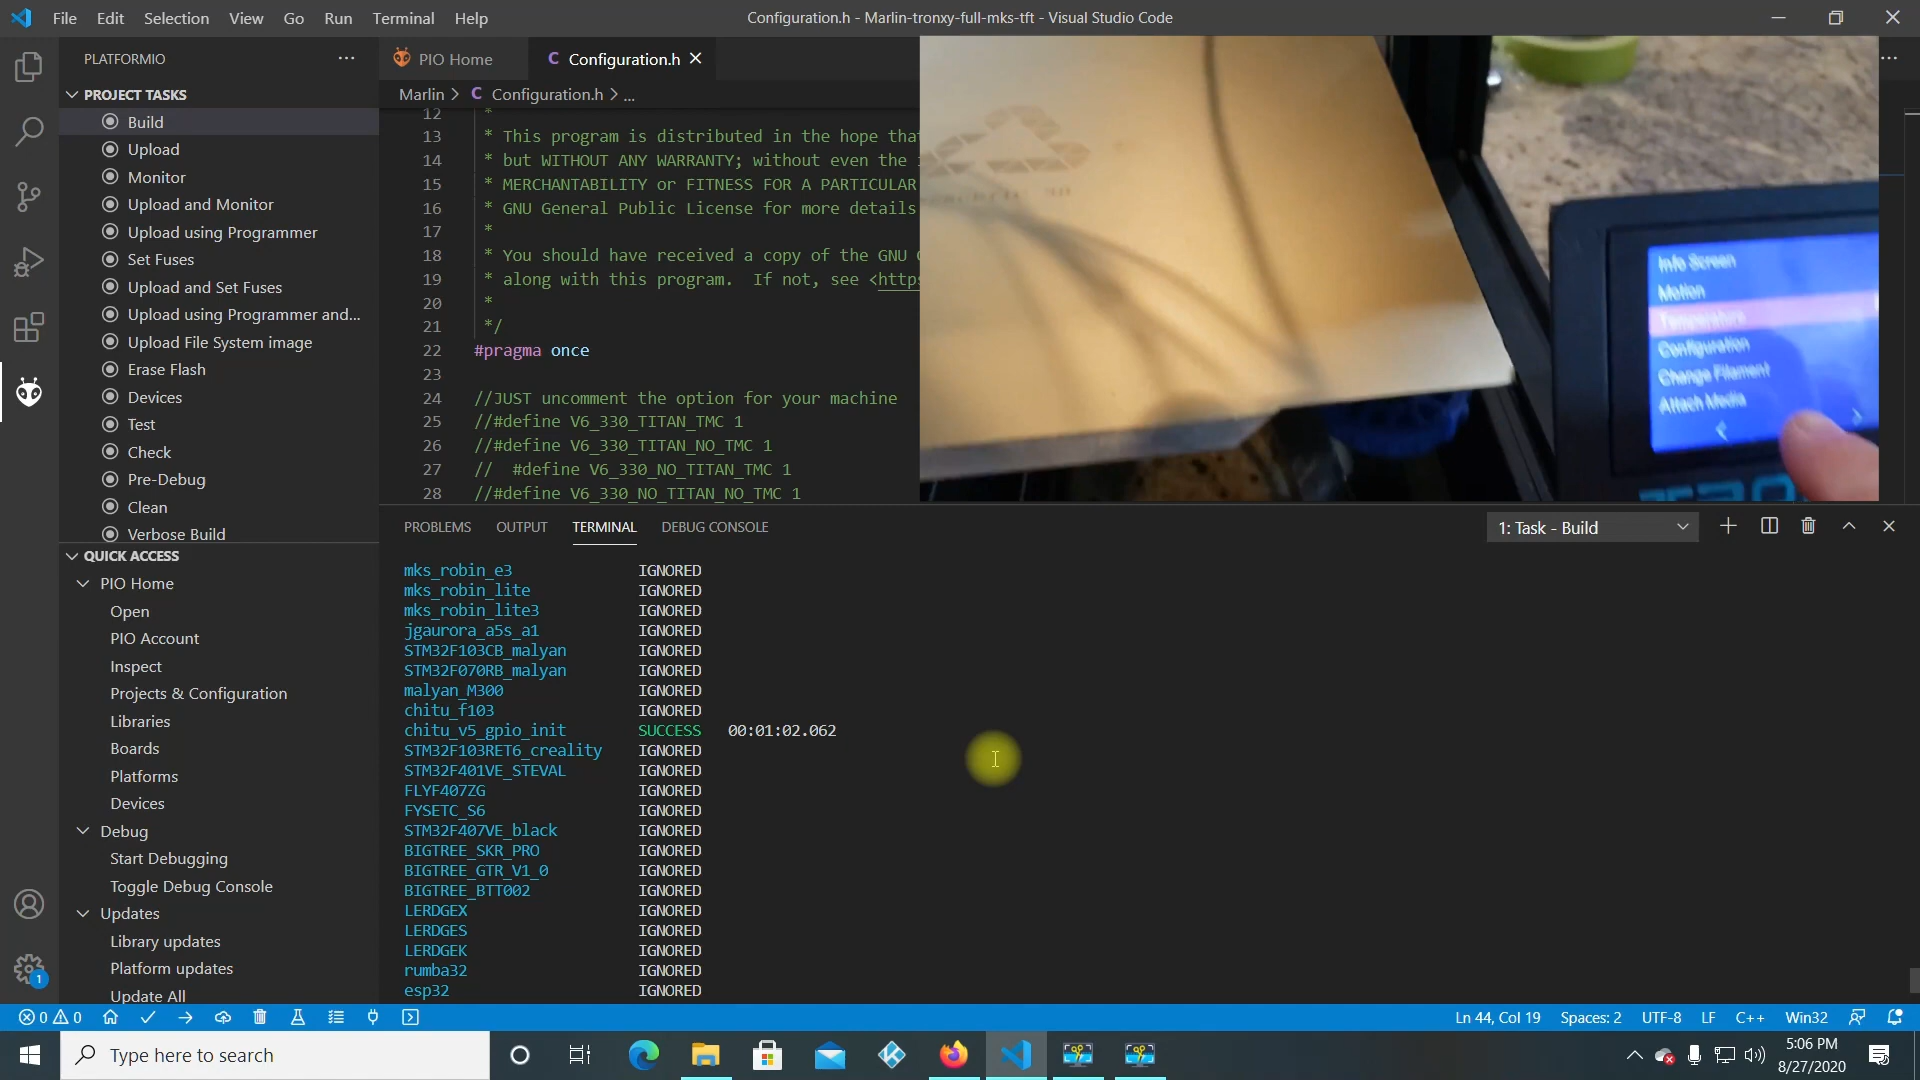 File Edit Selection View Go Run Terminal Help
Configuration.h - Marlin-tronxy-full-mks-tft - Visual Studio Code
PLATFORMIO
PROJECT TASKS
Build
Upload
Monitor
Upload and Monitor
Upload using Programmer
Set Fuses
Upload and Set Fuses
Upload using Programmer and...
Upload File System image
Erase Flash
Devices
Test
Check
Pre-Debug
Clean
Verbose Build
QUICK ACCESS
PIO Home
Open
PIO Account
Inspect
Projects & Configuration
Libraries
Boards
Platforms
Devices
Debug
Start Debugging
Toggle Debug Console
Updates
Library updates
Platform updates
Update All
PIO Home
C Configuration.h
Marlin > C Configuration.h > ...
12 *
13 * This program is distributed in the hope that
14 * but WITHOUT ANY WARRANTY; without even the
15 * MERCHANTABILITY or FITNESS FOR A PARTICULAR
16 * GNU General Public License for more details
17 *
18 * You should have received a copy of the GNU
19 * along with this program. If not, see <https
20 *
21 */
22 #pragma once
23
24 //JUST uncomment the option for your machine
25 //#define V6_330_TITAN_TMC 1
26 //#define V6_330_TITAN_NO_TMC 1
27 // #define V6_330_NO_TITAN_TMC 1
28 //#define V6_330_NO_TITAN_NO_TMC 1
Info Screen
Motion
Temperature
Configuration
Change Filament
Attach Media
PROBLEMS OUTPUT TERMINAL DEBUG CONSOLE
1: Task - Build
mks_robin_e3 IGNORED
mks_robin_lite IGNORED
mks_robin_lite3 IGNORED
jgaurora_a5s_a1 IGNORED
STM32F103CB_malyan IGNORED
STM32F070RB_malyan IGNORED
malyan_M300 IGNORED
chitu_f103 IGNORED
chitu_v5_gpio_init SUCCESS 00:01:02.062
STM32F103RET6_creality IGNORED
STM32F401VE_STEVAL IGNORED
FLYF407ZG IGNORED
FYSETC_S6 IGNORED
STM32F407VE_black IGNORED
BIGTREE_SKR_PRO IGNORED
BIGTREE_GTR_V1_0 IGNORED
BIGTREE_BTT002 IGNORED
LERDGEX IGNORED
LERDGES IGNORED
LERDGEK IGNORED
rumba32 IGNORED
esp32 IGNORED
1
0 0
Ln 44, Col 19 Spaces: 2 UTF-8 LF C++ Win32
Type here to search
5:06 PM
8/27/2020